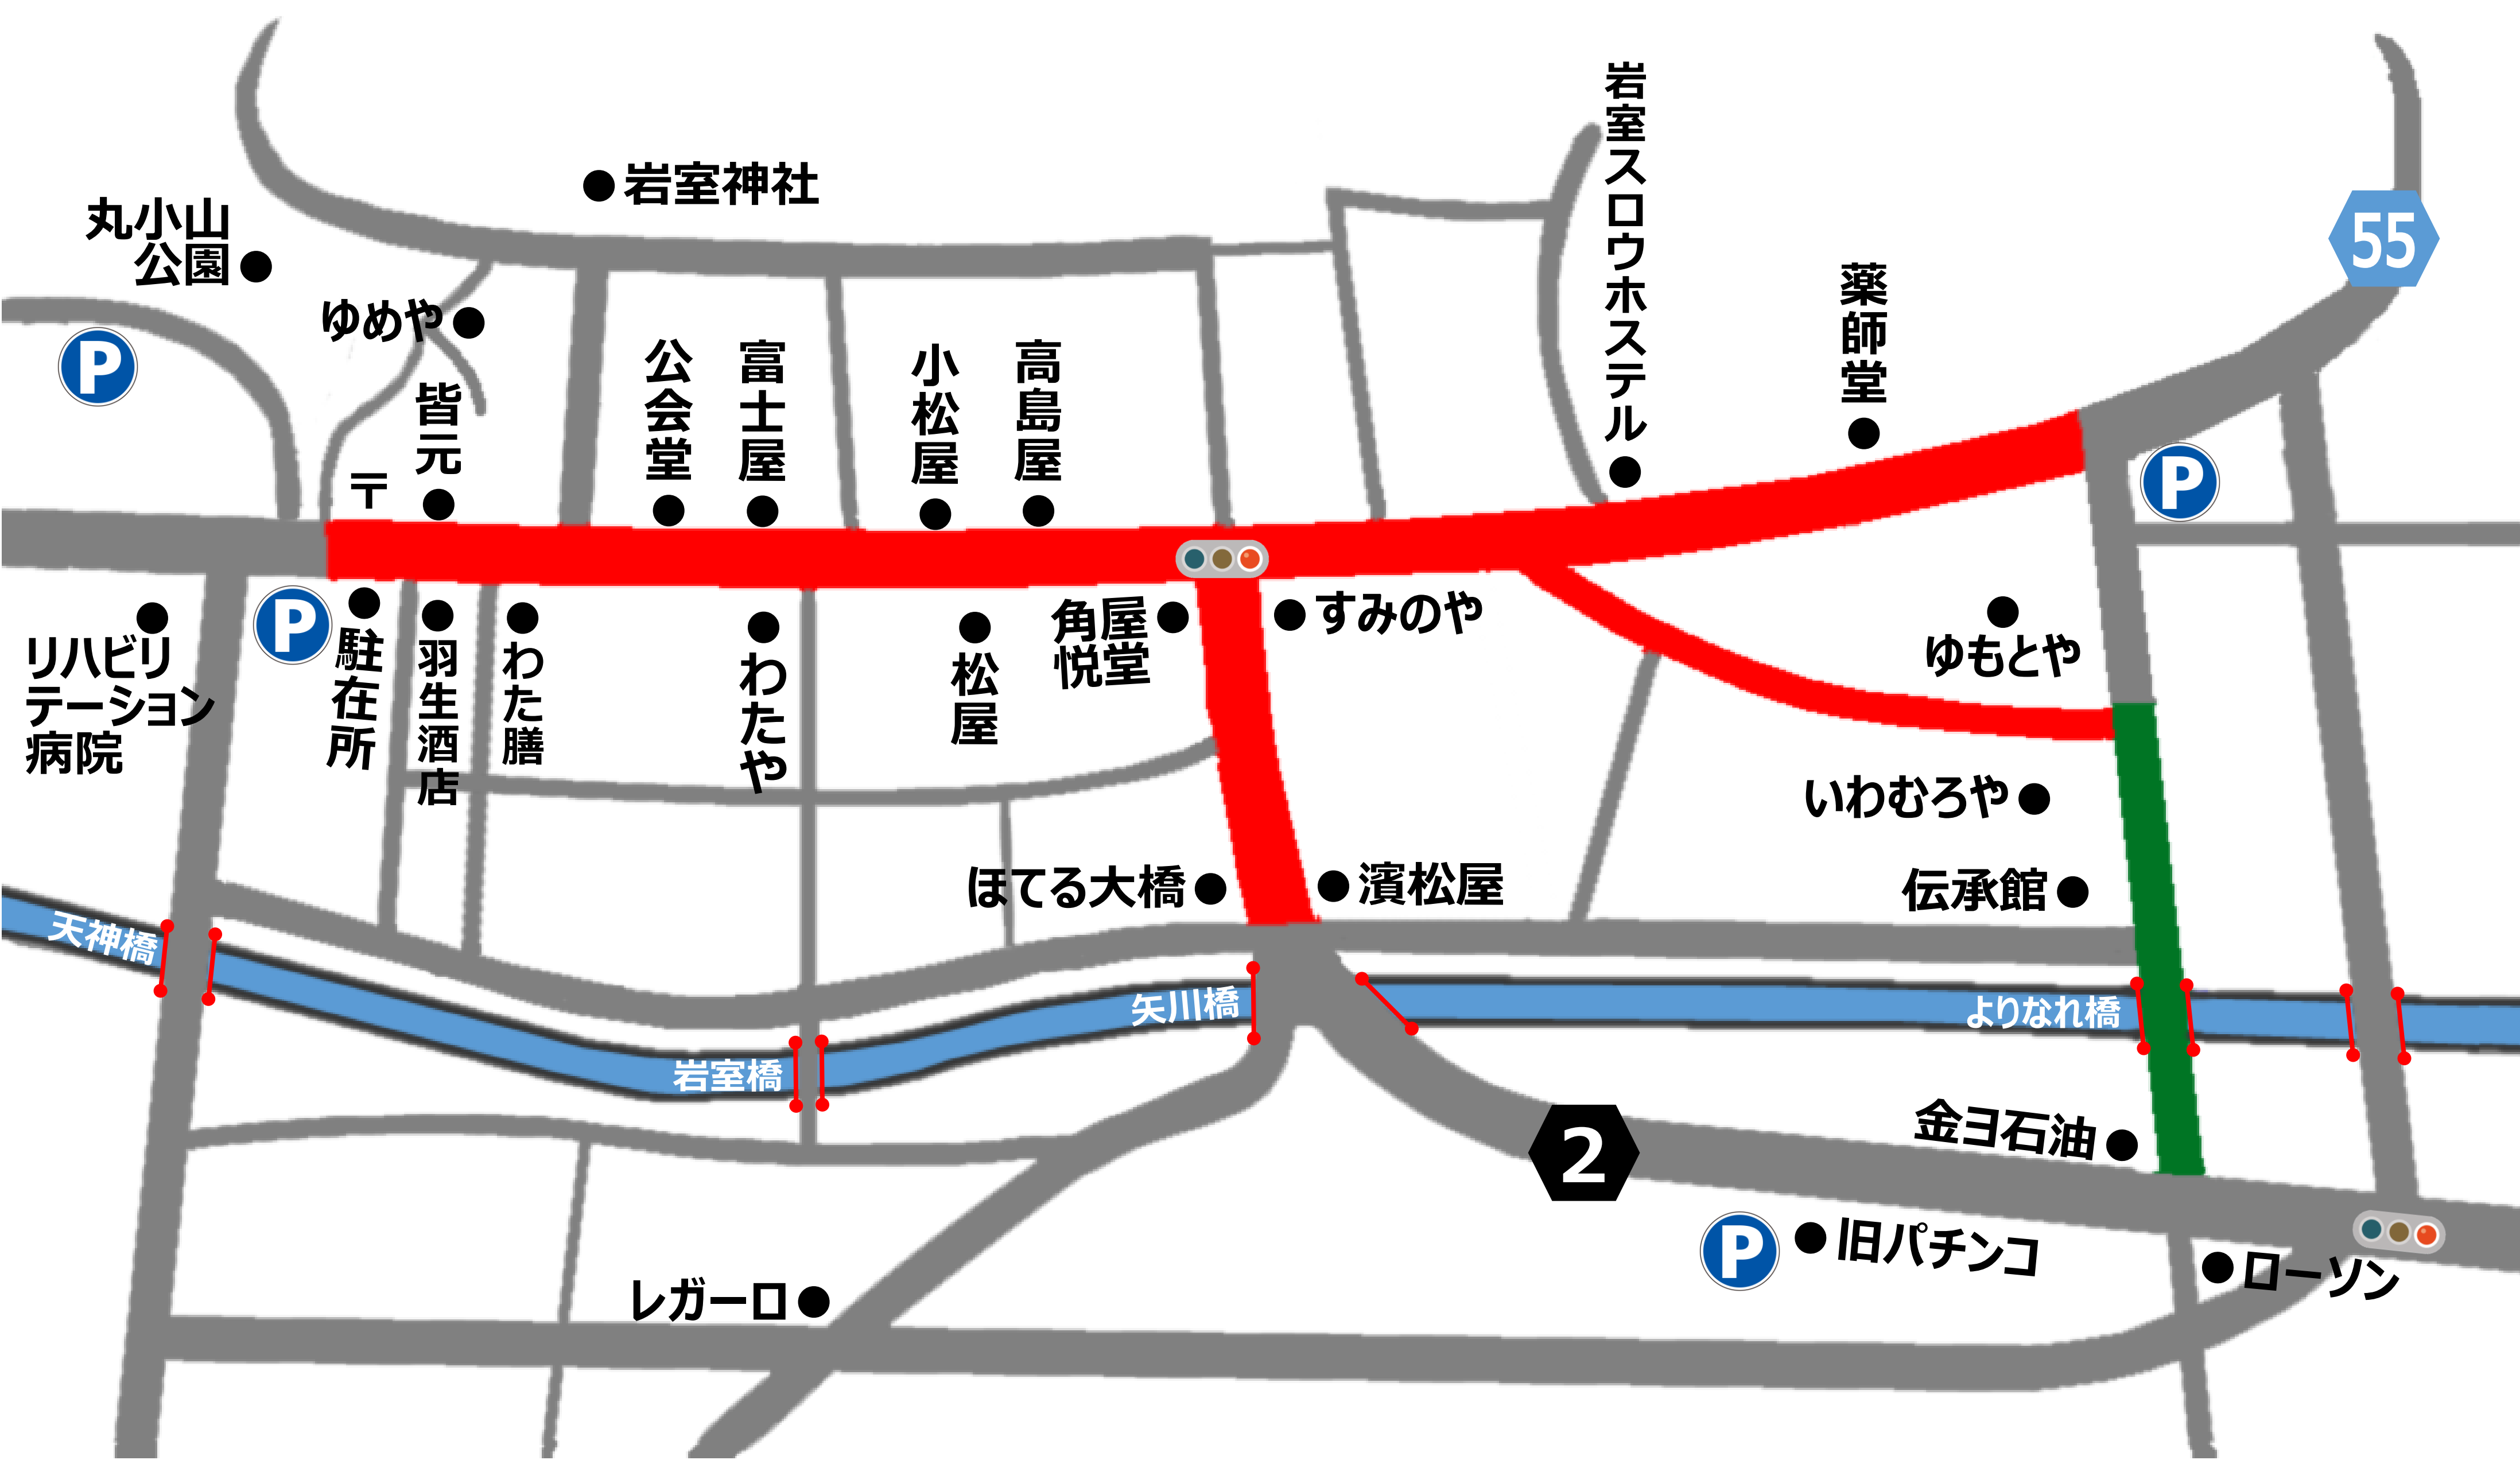 岩室スロウホステル
岩室神社
丸小山
公園
55
薬師堂
ゆめや
P
公会堂
富士屋
小松屋
高島屋
皆元
〒
P
P
リハビリ
テーション
病院
駐在所
羽生酒店
わた膳
わたや
松屋
角屋
悦堂
すみのや
ゆもとや
いわむろや
ほてる大橋
濱松屋
伝承館
天神橋
矢川橋
よりなれ橋
岩室橋
2
金ヨ石油
P
旧パチンコ
ローソン
レガーロ